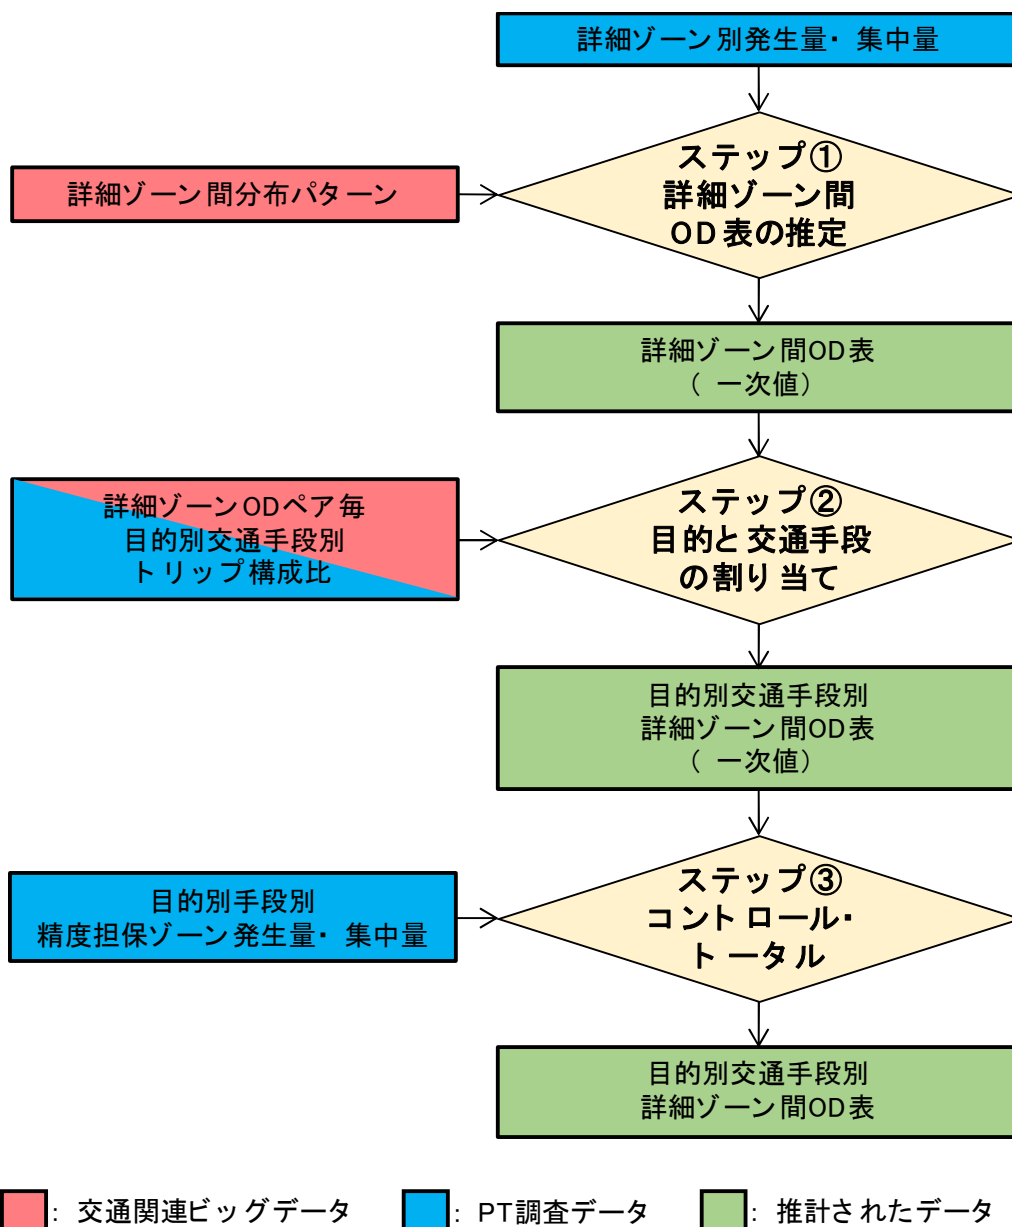 詳細ゾーン別発生量・集中量
ステップ①
詳細ゾーン間
OD表の推定
詳細ゾーン間分布パターン
詳細ゾーン間OD表
(一次値)
ステップ②
目的と交通手段
の割り当て
詳細ゾーンODペア毎
目的別交通手段別
トリップ構成比
目的別交通手段別
詳細ゾーン間OD表
(一次値)
ステップ③
コントロール・
トータル
目的別手段別
精度担保ゾーン発生量・集中量
目的別交通手段別
詳細ゾーン間OD表
:交通関連ビッグデータ
:PT調査データ
:推計されたデータ